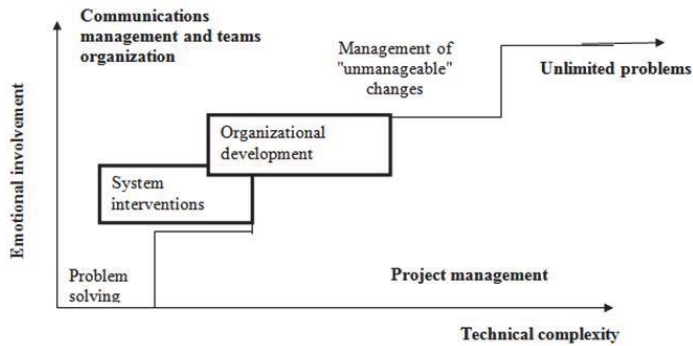 Communications
management and teams
organization
Management of
"unmanageable"
changes
Unlimited problems
Organizational
development
System
interventions
Emotional involvement
Problem
solving
Project management
Technical complexity